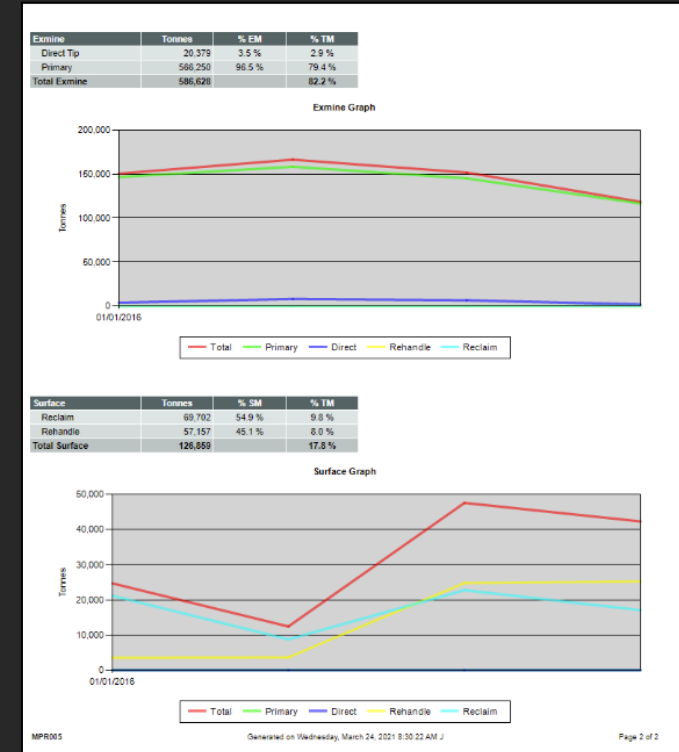 Exmine Tonnes % EM % TM
Direct Tip 20,379 3.5 % 2.9 %
Primary 566,250 96.5 % 79.4 %
Total Exmine 586,628 82.2 %
Exmine Graph
200,000
150,000
100,000
50,000
0
Tonnes
01/01/2016
Total Primary Direct Rehandle Reclaim
Surface Tonnes % SM % TM
Reclaim 69,702 54.9 % 9.8 %
Rehandle 57,157 45.1 % 8.0 %
Total Surface 126,859 17.8 %
Surface Graph
50,000
40,000
30,000
20,000
10,000
0
Tonnes
01/01/2016
Total Primary Direct Rehandle Reclaim
MPR005 Generated on Wednesday, March 24, 2021 8:30:22 AM J Page 2 of 2